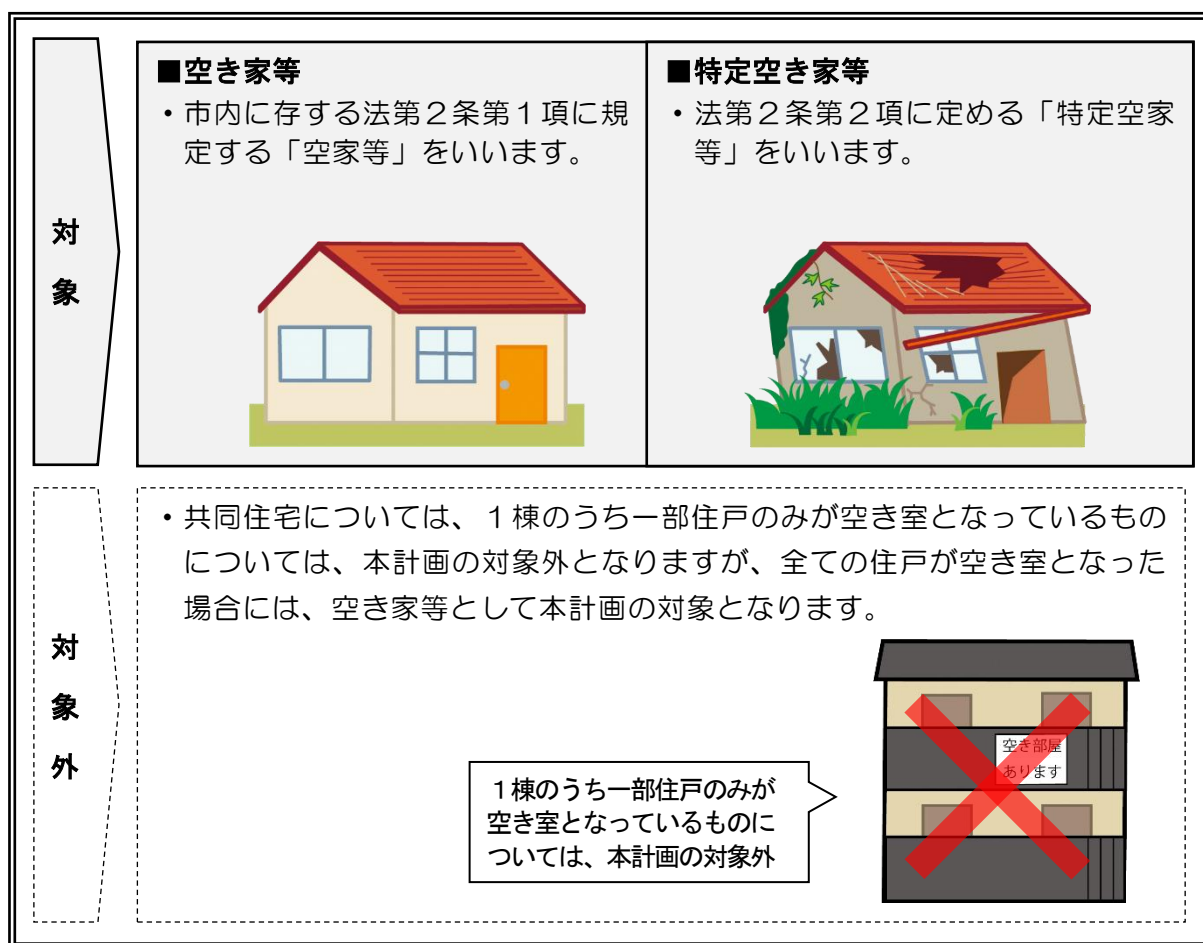 対
象
■空き家等
・市内に存する法第２条第１項に規
定する「空家等」をいいます。
■特定空き家等
・法第２条第２項に定める「特定空家
等」をいいます。
対
象
外
・共同住宅については、１棟のうち一部住戸のみが空き室となっているもの
については、本計画の対象外となりますが、全ての住戸が空き室となった
場合には、空き家等として本計画の対象となります。
１棟のうち一部住戸のみが
空き室となっているものに
ついては、本計画の対象外
空き部屋
あります